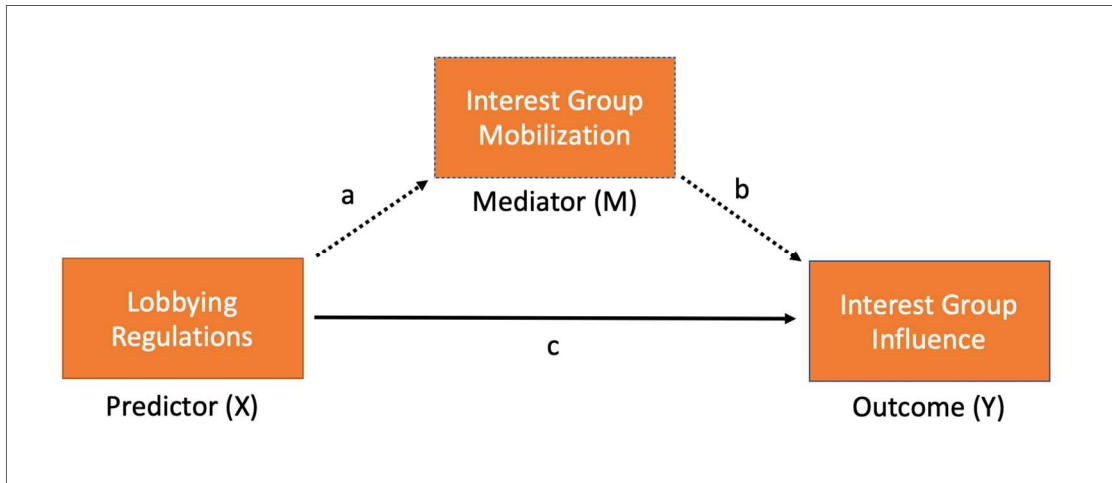 Interest Group
Mobilization
Mediator (M)
a
b
Lobbying
Regulations
Predictor (X)
c
Interest Group
Influence
Outcome (Y)